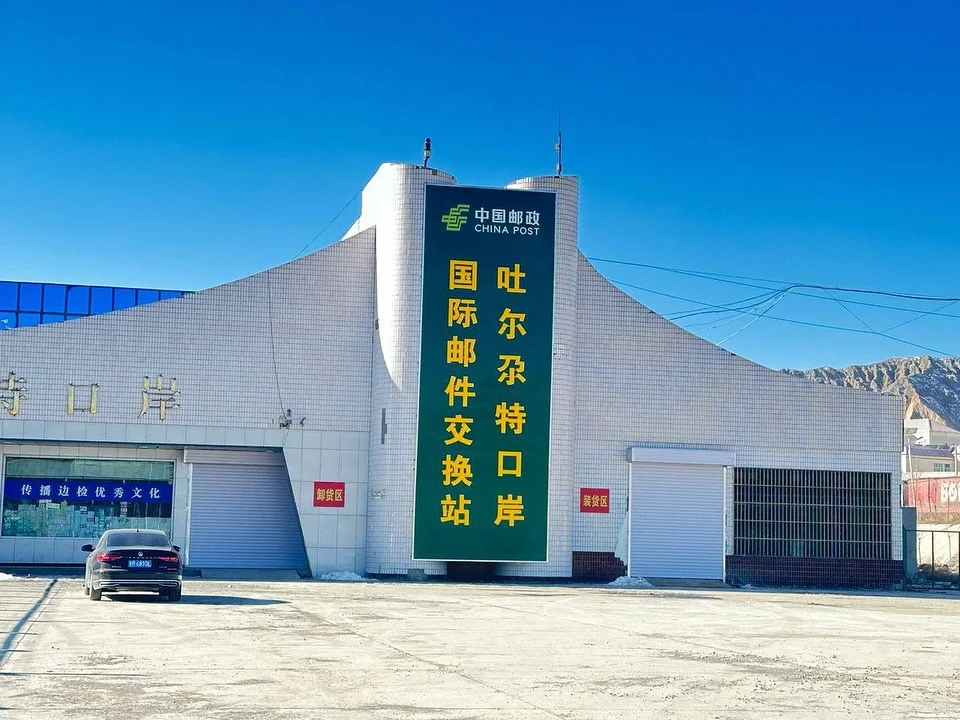 中国邮政
CHINA POST
吐尔尕特口岸
国际邮件交换站
特口岸
传播边检优秀文化
卸货区
装货区